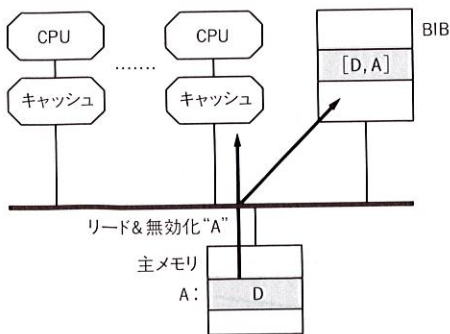 CPU
CPU
キャッシュ
.......
キャッシュ
BIB
[D, A]
リード&無効化“A”
主メモリ
A:
D